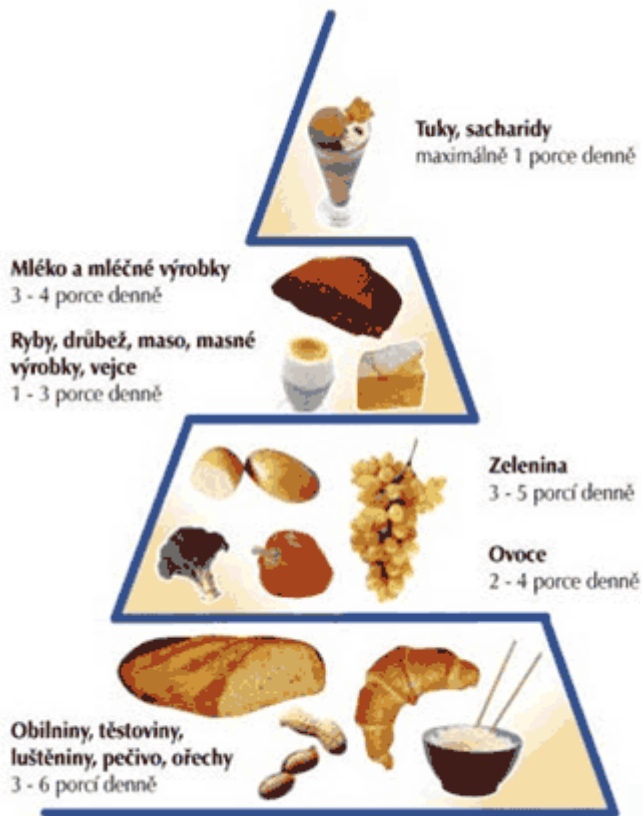 Tuky, sacharidy
maximálně 1 porce denně
Mléko a mléčné výrobky
3 - 4 porce denně
Ryby, drůbež, maso, masné
výrobky, vejce
1 - 3 porce denně
Zelenina
3 - 5 porcí denně
Ovoce
2 - 4 porce denně
Obilniny, těstoviny,
luštěniny, pečivo, ořechy
3 - 6 porcí denně